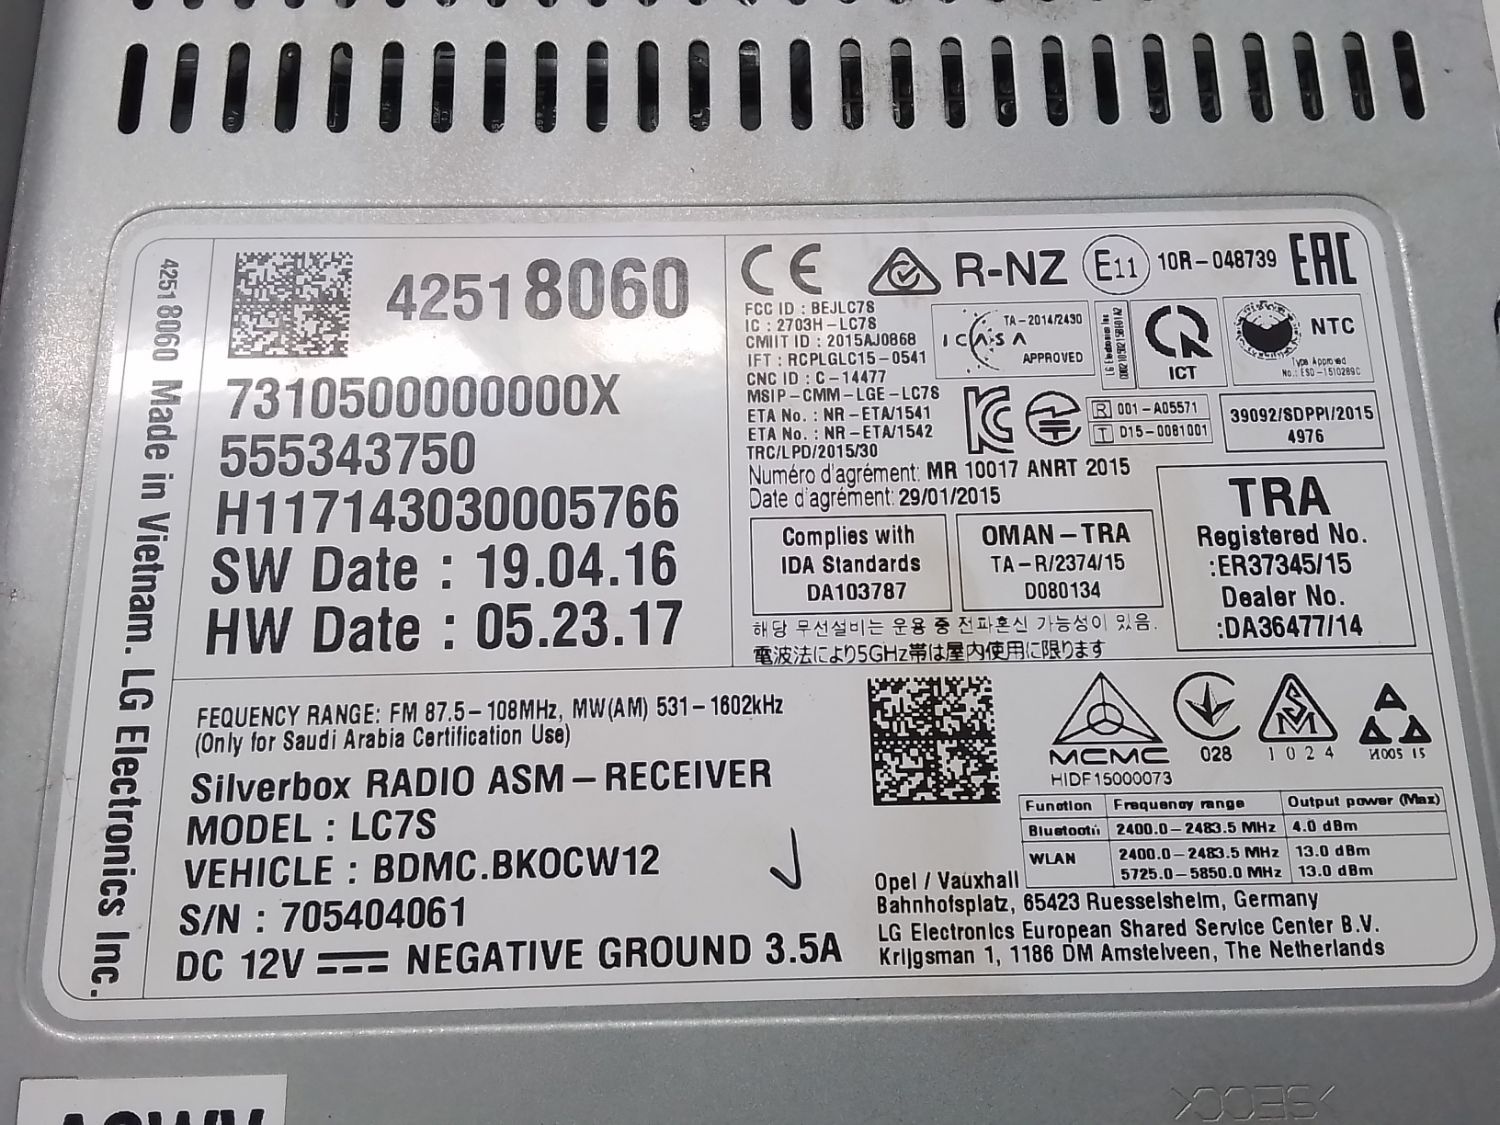 42518060 Made in Vietnam. LG Electronics Inc.
42518060
7310500000000X
555343750
H117143030005766
SW Date : 19.04.16
HW Date : 05.23.17
CE R-NZ E11 10R-048739 EAC
FCC ID : BEJLC7S
IC : 2703H-LC7S
CMIIT ID : 2015AJ0868
IFT : RCPLGLC15-0541
CNC ID : C-14477
MSIP-CMM-LGE-LC7S
ETA No. : NR-ETA/1541
ETA No. : NR-ETA/1542
TRC/LPD/2015/30
Numéro d'agrément: MR 10017 ANRT 2015
Date d'agrément: 29/01/2015
ICASA
TA-2014/2430
APPROVED
LG Electronics Inc
ICT
NTC
Type Approved
No.: ESD-1510289C
R 001-A05571
T D15-0081001
39092/SDPPI/2015
4976
Complies with
IDA Standards
DA103787
OMAN-TRA
TA-R/2374/15
D080134
TRA
Registered No.
:ER37345/15
Dealer No.
:DA36477/14
해당 무선설비는 운용 중 전파혼신 가능성이 있음.
電波法により5GHz帯は屋内使用に限ります
FEQUENCY RANGE: FM 87.5-108MHz, MW(AM) 531-1602kHz
(Only for Saudi Arabia Certification Use)
Silverbox RADIO ASM-RECEIVER
MODEL : LC7S
VEHICLE : BDMC.BKOCW12
S/N : 705404061
DC 12V NEGATIVE GROUND 3.5A
MCMC
HIDF15000073
028
1024
Function Frequency range Output power (Max)
Bluetooth 2400.0-2483.5 MHz 4.0 dBm
WLAN 2400.0-2483.5 MHz 13.0 dBm
5725.0-5850.0 MHz 13.0 dBm
Opel / Vauxhall
Bahnhofsplatz, 65423 Ruesselsheim, Germany
LG Electronics European Shared Service Center B.V.
Krijgsman 1, 1186 DM Amstelveen, The Netherlands